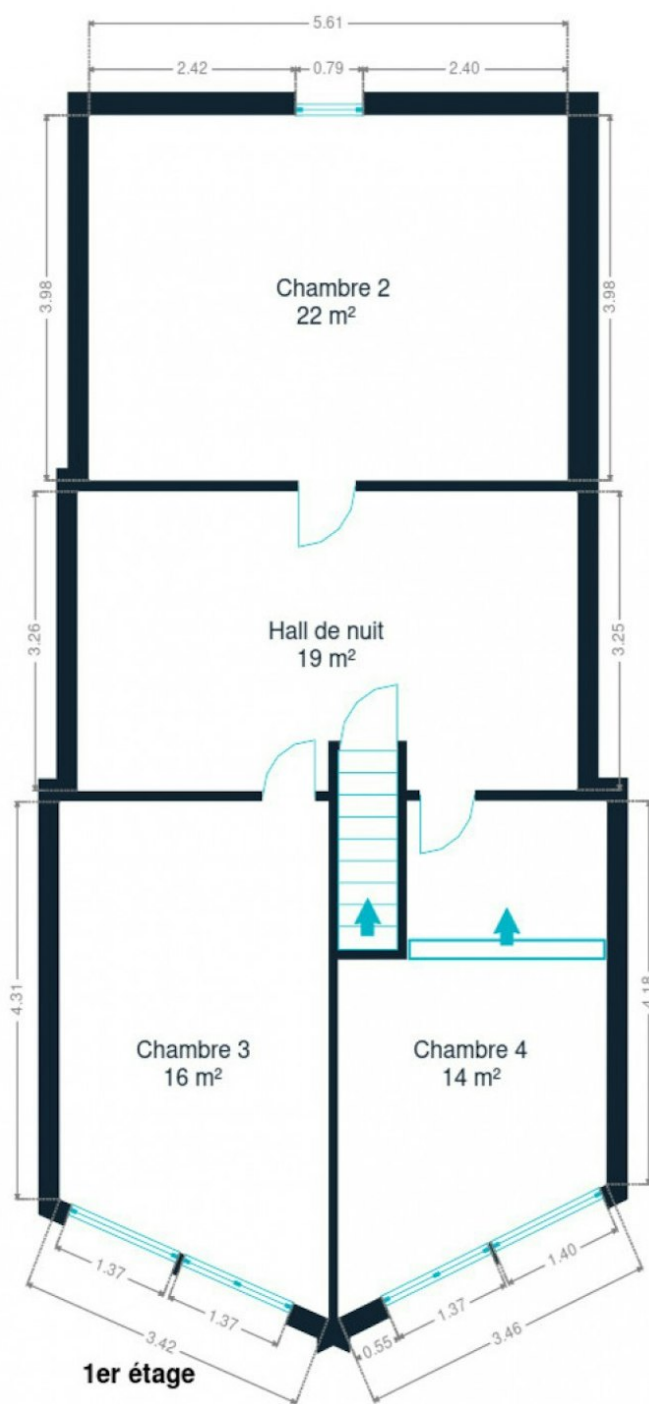 5.61
2.42
0.79
2.40
3.98
3.98
Chambre 2
22 m²
3.26
3.25
Hall de nuit
19 m²
4.31
4.18
Chambre 3
16 m²
Chambre 4
14 m²
1.37
1.37
3.42
0.55
1.37
1.40
3.46
1er étage